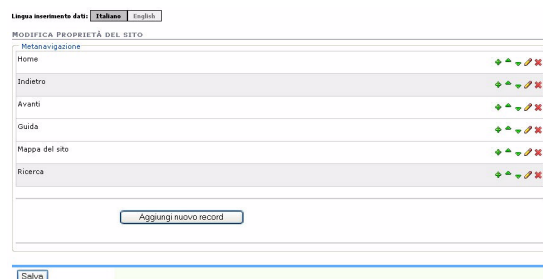 Lingua inserimento dati: Italiano English
MODIFICA PROPRIETÀ DEL SITO
Metanavigazione
Home
Indietro
Avanti
Guida
Mappa del sito
Ricerca
Aggiungi nuovo record
Salva